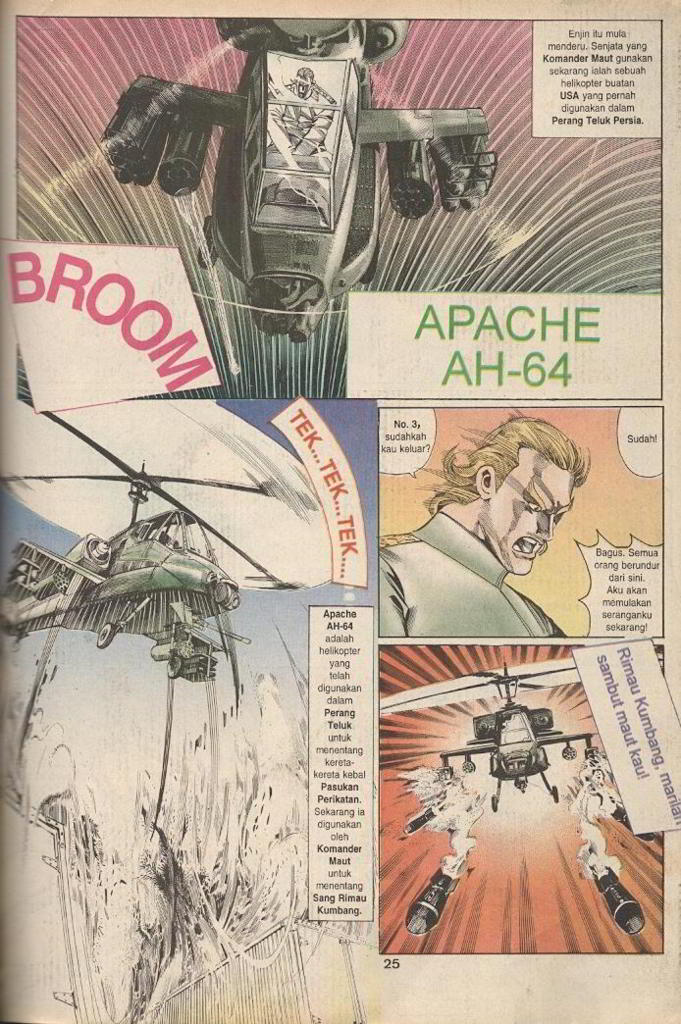 Enjin itu mula
menderu. Senjata yang
Komander Maut gunakan
sekarang ialah sebuah
helikopter buatan
USA yang pernah
digunakan dalam
Perang Teluk Persia.
BROOM
APACHE
AH-64
TEK...TEK...TEK....
Apache
AH-64
adalah
helikopter
yang
telah
digunakan
dalam
Perang
Teluk
untuk
menentang
kereta-
kereta kebal
Pasukan
Perikatan.
Sekarang ia
digunakan
oleh
Komander
Maut
untuk
menentang
Sang Rimau
Kumbang.
No. 3,
sudahkah
kau keluar?
Sudah!
Bagus. Semua
orang berundur
dari sini.
Aku akan
memulakan
seranganku
sekarang!
Rimau Kumbang, marilah
sambut maut kau!
25